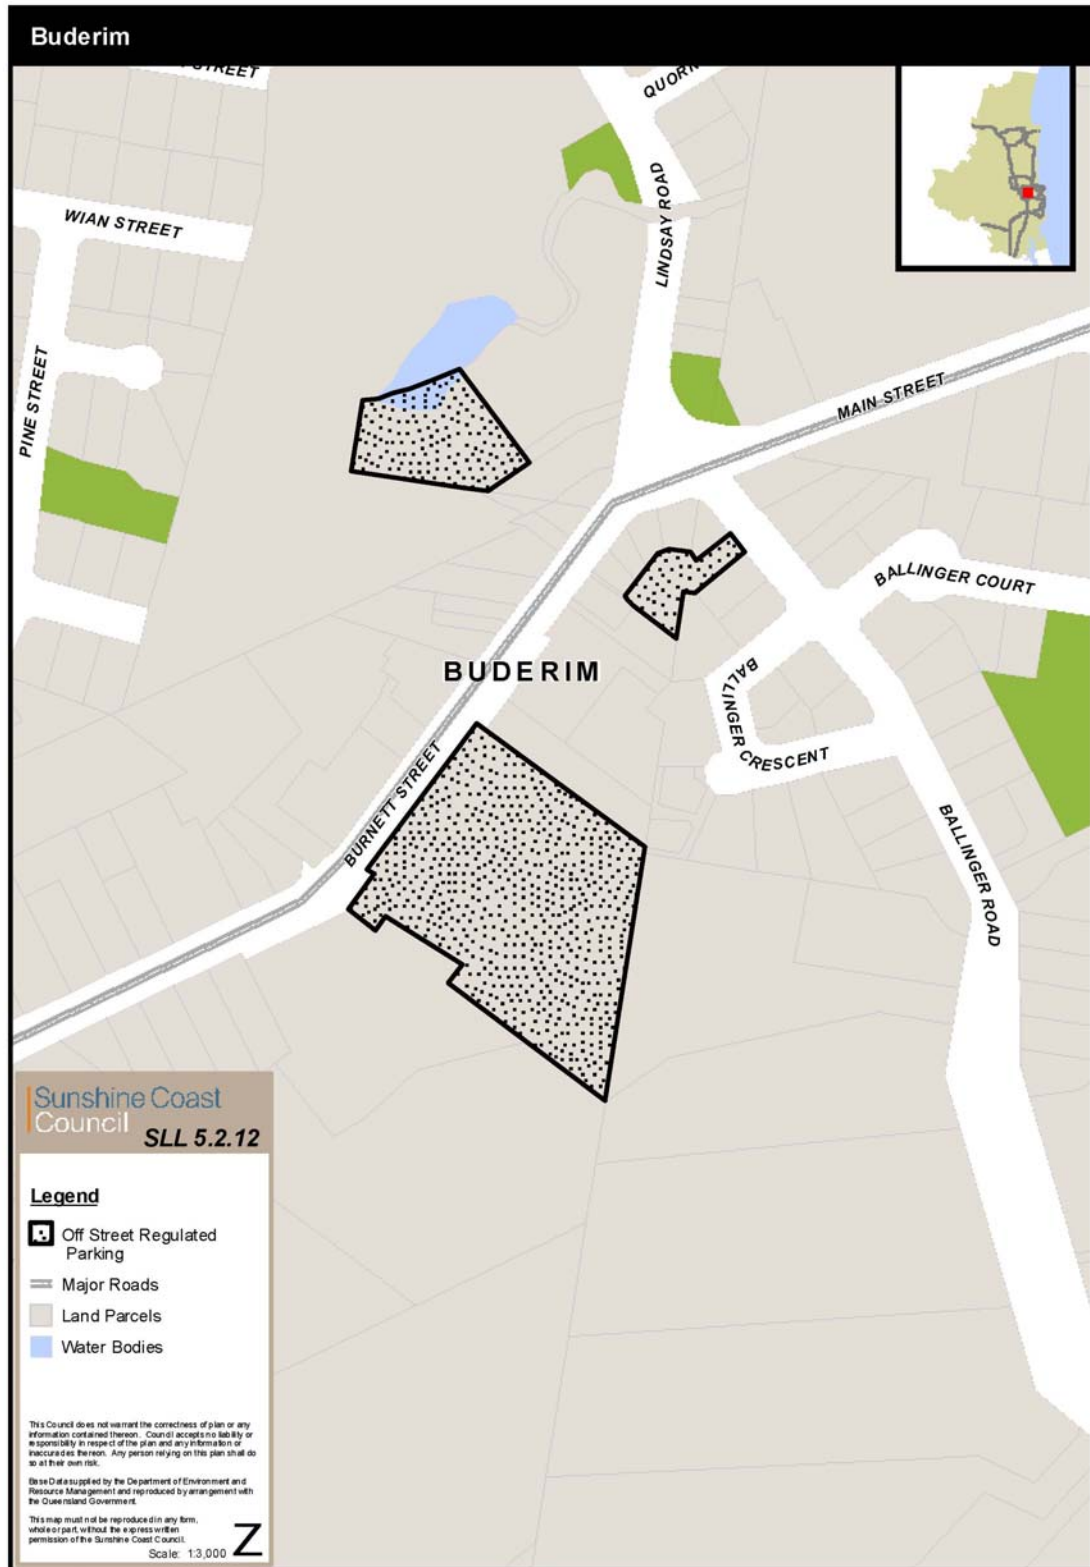 Buderim
STREET
QUORN
WIAN STREET
LINDSAY ROAD
PINE STREET
MAIN STREET
BALLINGER COURT
BUDERIM
BALLINGER
CRESCENT
BURNETT STREET
BALLINGER ROAD
Sunshine Coast
Council
SLL 5.2.12
Legend
Off Street Regulated
Parking
Major Roads
Land Parcels
Water Bodies
This Council does not warrant the correctness of plan or any
information contained thereon. Council accepts no liability or
responsibility in respect of the plan and any information or
inaccuracies thereon. Any person relying on this plan shall do
so at their own risk.
Base Data supplied by the Department of Environment and
Resource Management and reproduced by arrangement with
the Queensland Government.
This map must not be reproduced in any form,
whole or part, without the express written
permission of the Sunshine Coast Council.
Scale: 1:3,000
Z